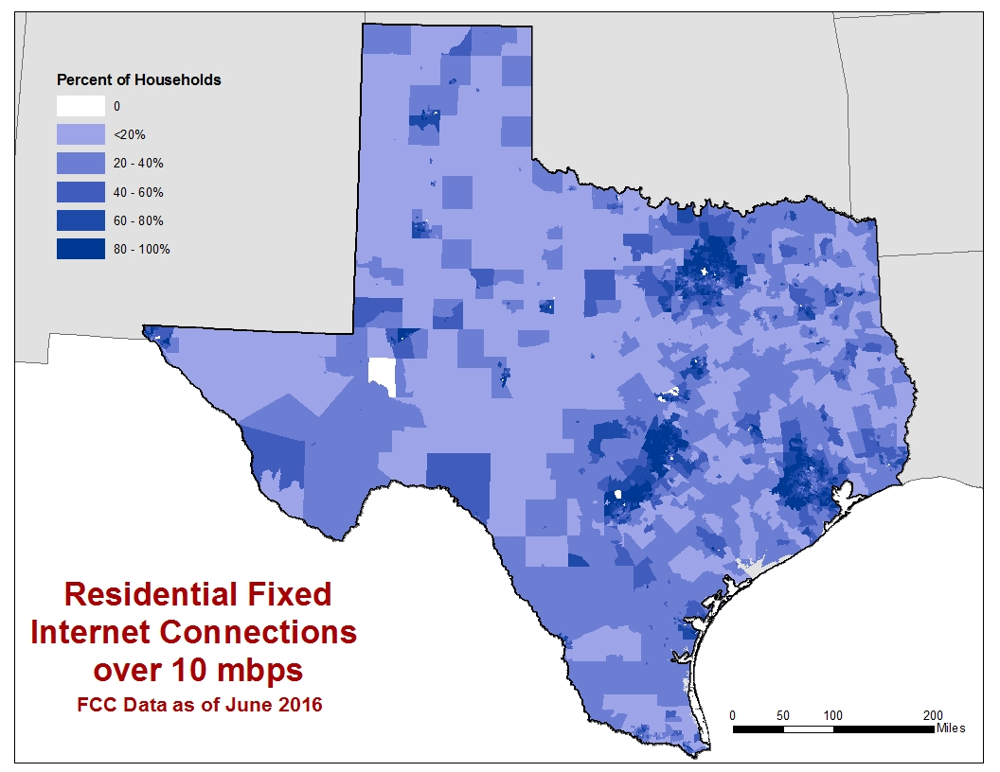 Percent of Households
0
<20%
20 - 40%
40 - 60%
60 - 80%
80 - 100%
Residential Fixed
Internet Connections
over 10 mbps
FCC Data as of June 2016
0 50 100 200
Miles